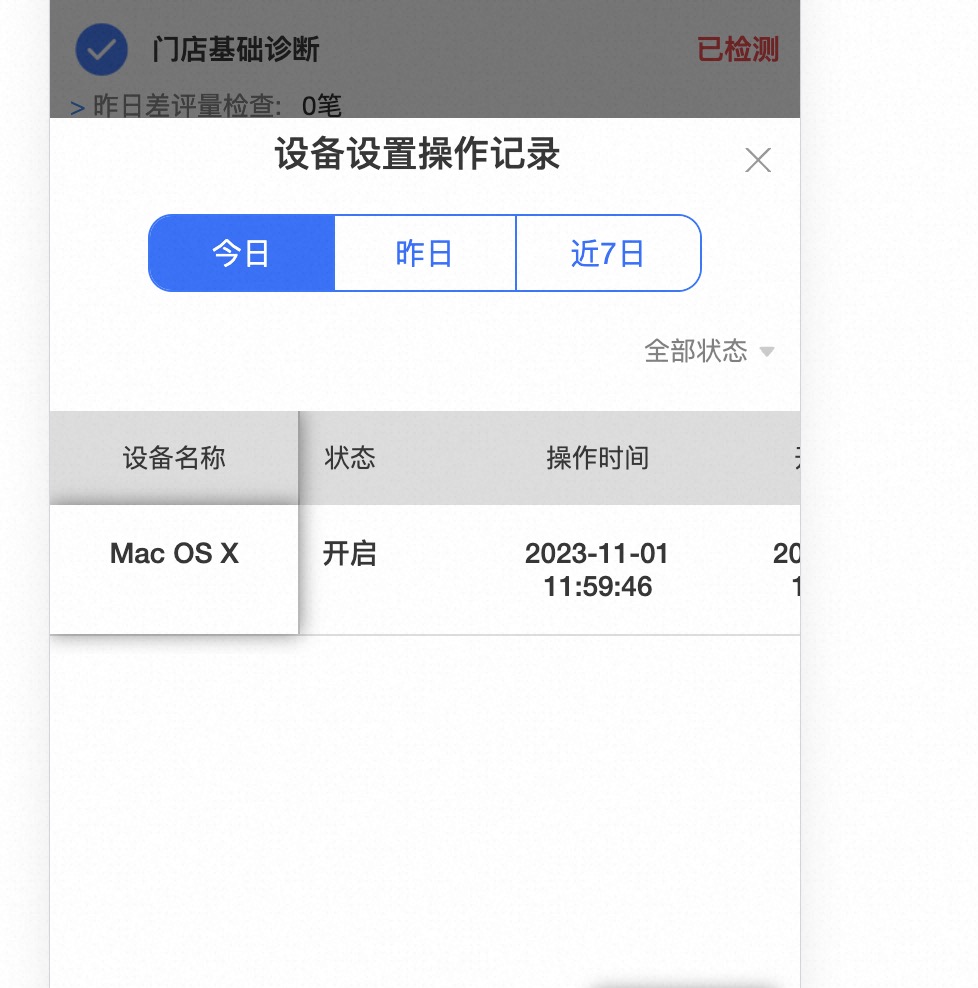 门店基础诊断 已检测
> 昨日差评量检查: 0笔
设备设置操作记录
今日 昨日 近7日
全部状态
设备名称 状态 操作时间
Mac OS X 开启 2023-11-01 20
11:59:46 1